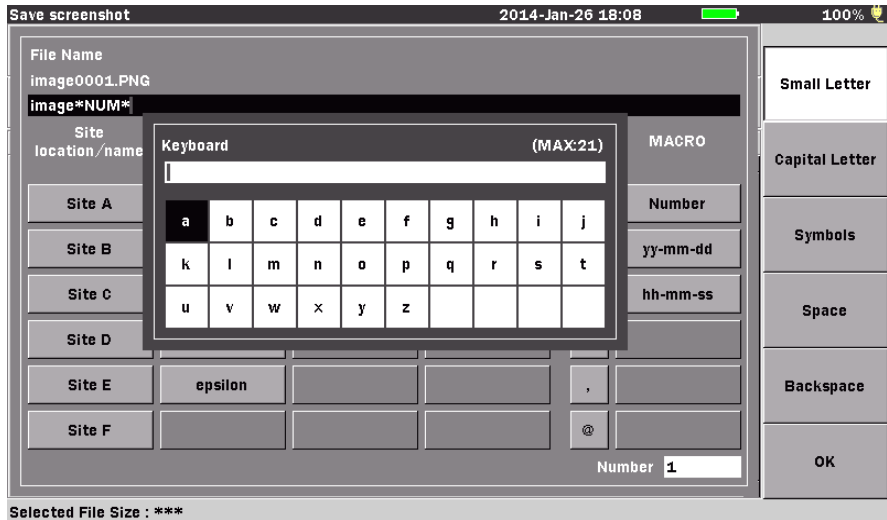 Save screenshot 2014-Jan-26 18:08 100%
File Name
image0001.PNG
image*NUM*
Site location/name
MACRO
Keyboard (MAX:21)
a b c d e f g h i j
k l m n o p q r s t
u v w x y z
Site A
Number
Site B
yy-mm-dd
Site C
hh-mm-ss
Site D
Site E epsilon ,
Site F @
Number 1
Small Letter
Capital Letter
Symbols
Space
Backspace
OK
Selected File Size : ***